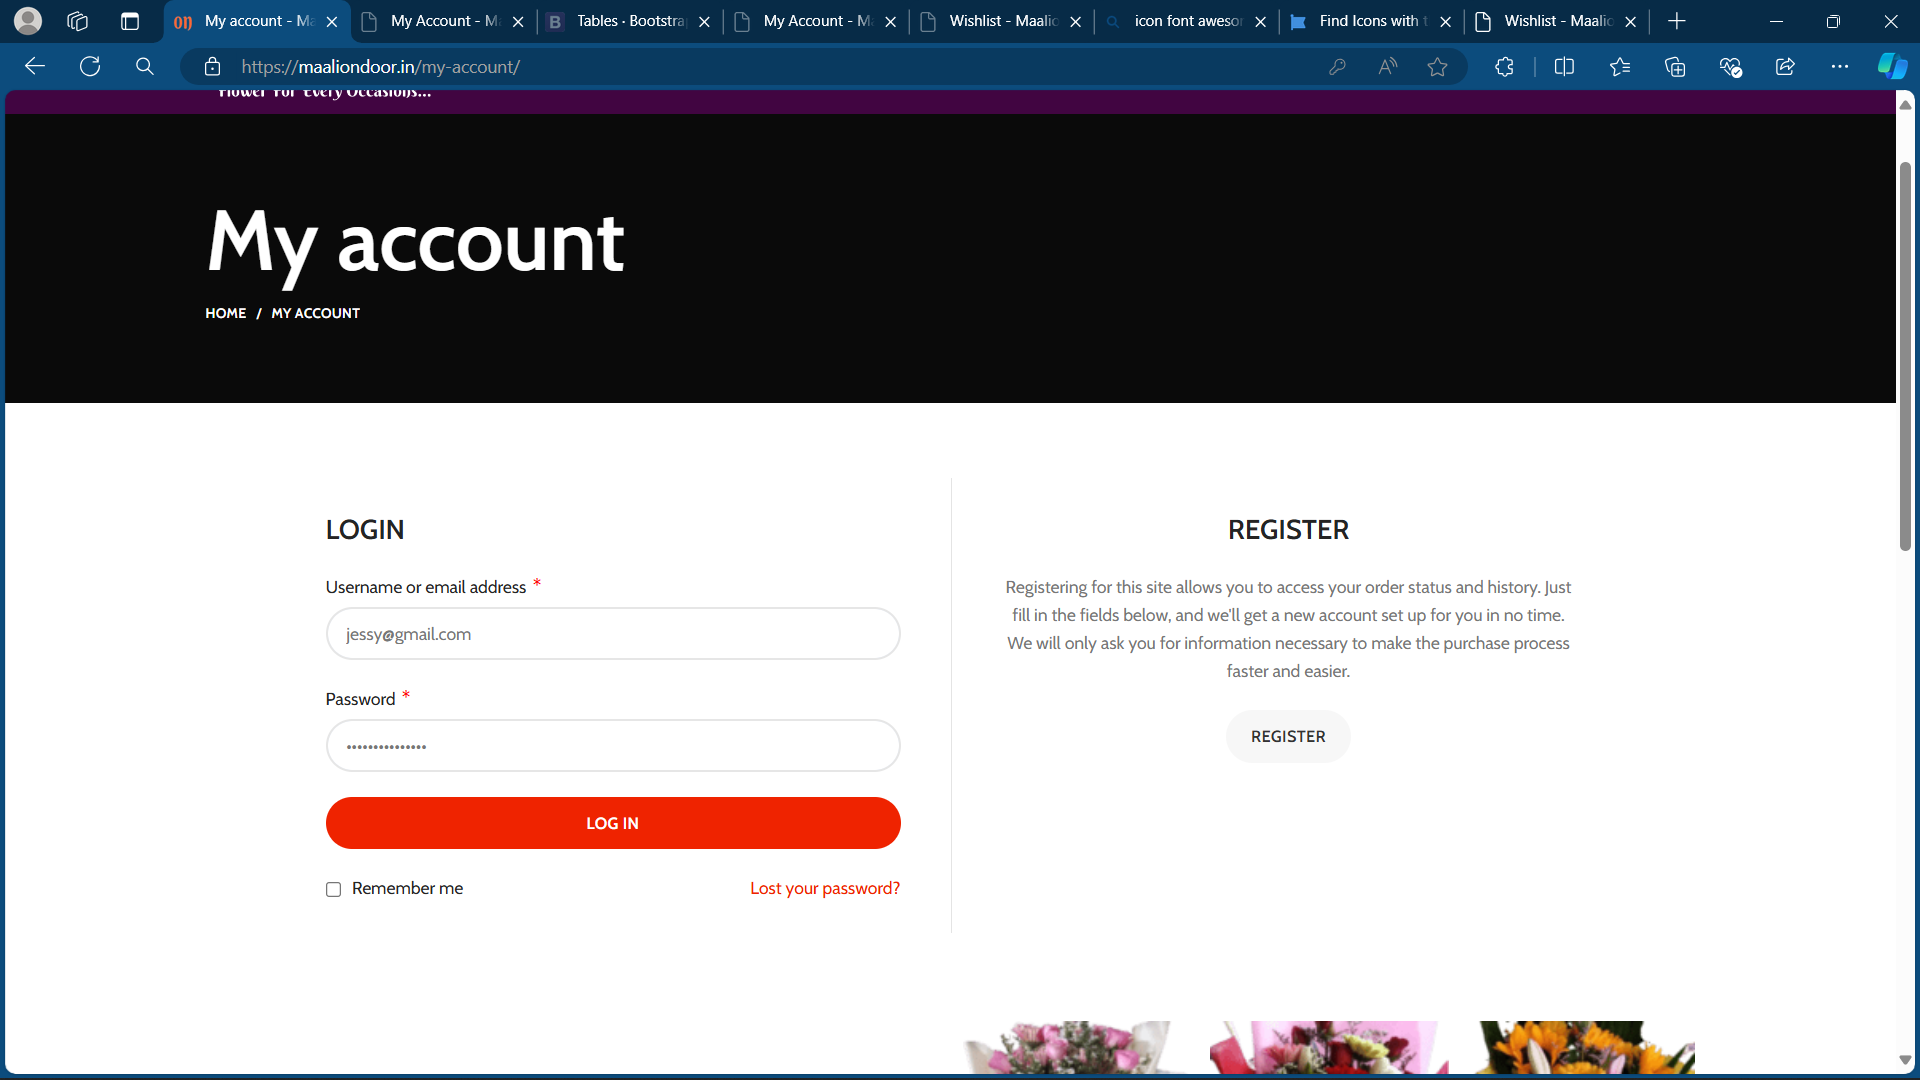 My account - Ma
My Account - M
B
Tables · Bootstrap
My Account - Ma
Wishlist - Maalio
icon font aweso
Find Icons with t
Wishlist - Maalio
https://maaliondoor.in/my-account/
Flower For Every Occasions...
My account
HOME / MY ACCOUNT
LOGIN
Username or email address *
jessy@gmail.com
Password *
•••••••••••••••
LOG IN
Remember me
Lost your password?
REGISTER
Registering for this site allows you to access your order status and history. Just
fill in the fields below, and we'll get a new account set up for you in no time.
We will only ask you for information necessary to make the purchase process
faster and easier.
REGISTER